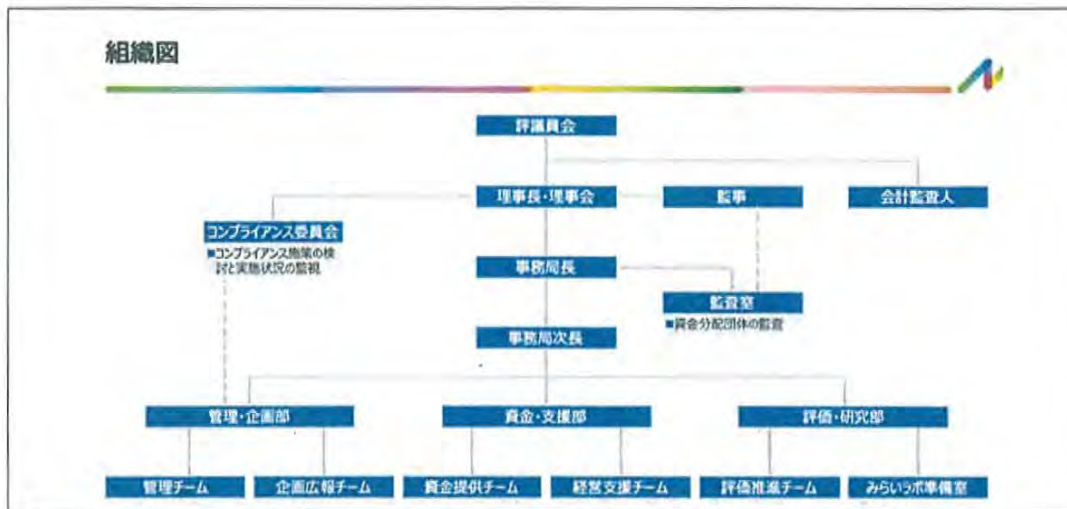 組織図
評議員会
理事長・理事会
監事
会計監査人
コンプライアンス委員会
■コンプライアンス施策の検
討と実施状況の監視
事務局長
監査室
■資金分配団体の監査
事務局次長
管理・企画部
資金・支援部
評価・研究部
管理チーム
企画広報チーム
資金提供チーム
経営支援チーム
評価推進チーム
みらいラボ準備室